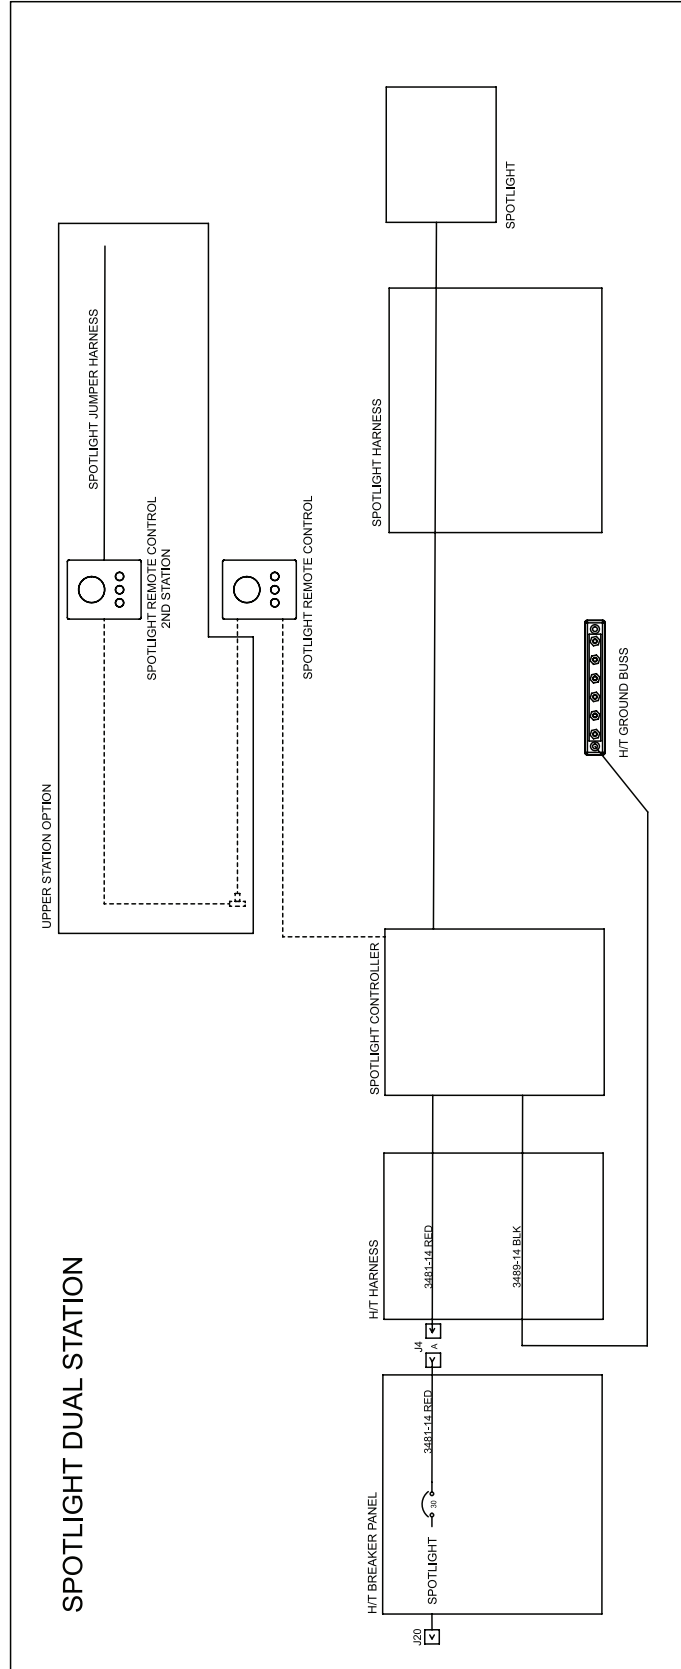 SPOTLIGHT DUAL STATION
UPPER STATION OPTION
SPOTLIGHT JUMPER HARNESS
SPOTLIGHT REMOTE CONTROL
2ND STATION
SPOTLIGHT REMOTE CONTROL
H/T BREAKER PANEL
J20
SPOTLIGHT
30
3481-14 RED
J4
A
H/T HARNESS
3481-14 RED
3489-14 BLK
SPOTLIGHT CONTROLLER
SPOTLIGHT HARNESS
SPOTLIGHT
H/T GROUND BUSS